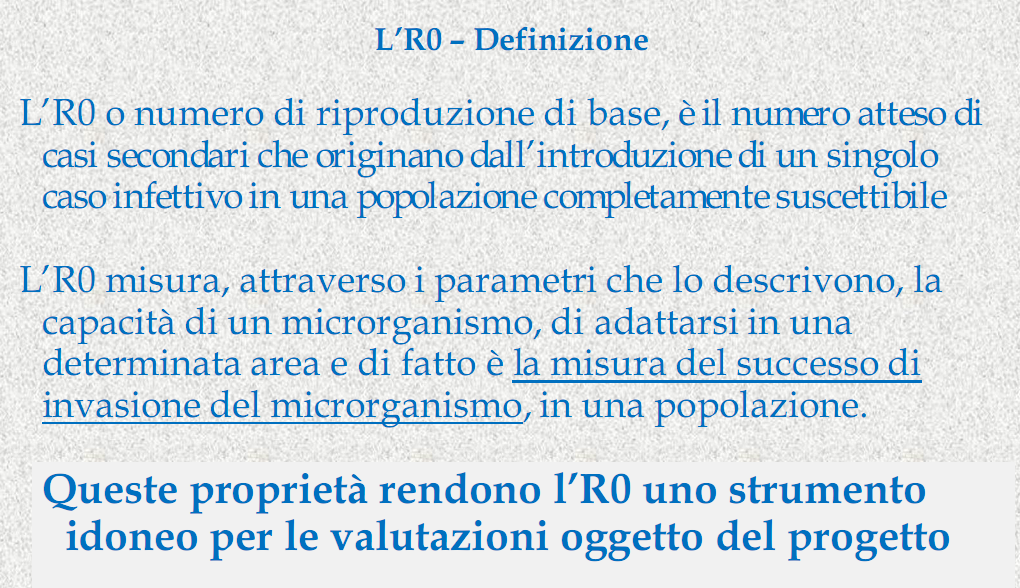 L’R0 – Definizione
L’R0 o numero di riproduzione di base, è il numero atteso di
casi secondari che originano dall’introduzione di un singolo
caso infettivo in una popolazione completamente suscettibile
L’R0 misura, attraverso i parametri che lo descrivono, la
capacità di un microrganismo, di adattarsi in una
determinata area e di fatto è la misura del successo di
invasione del microrganismo, in una popolazione.
Queste proprietà rendono l’R0 uno strumento
idoneo per le valutazioni oggetto del progetto